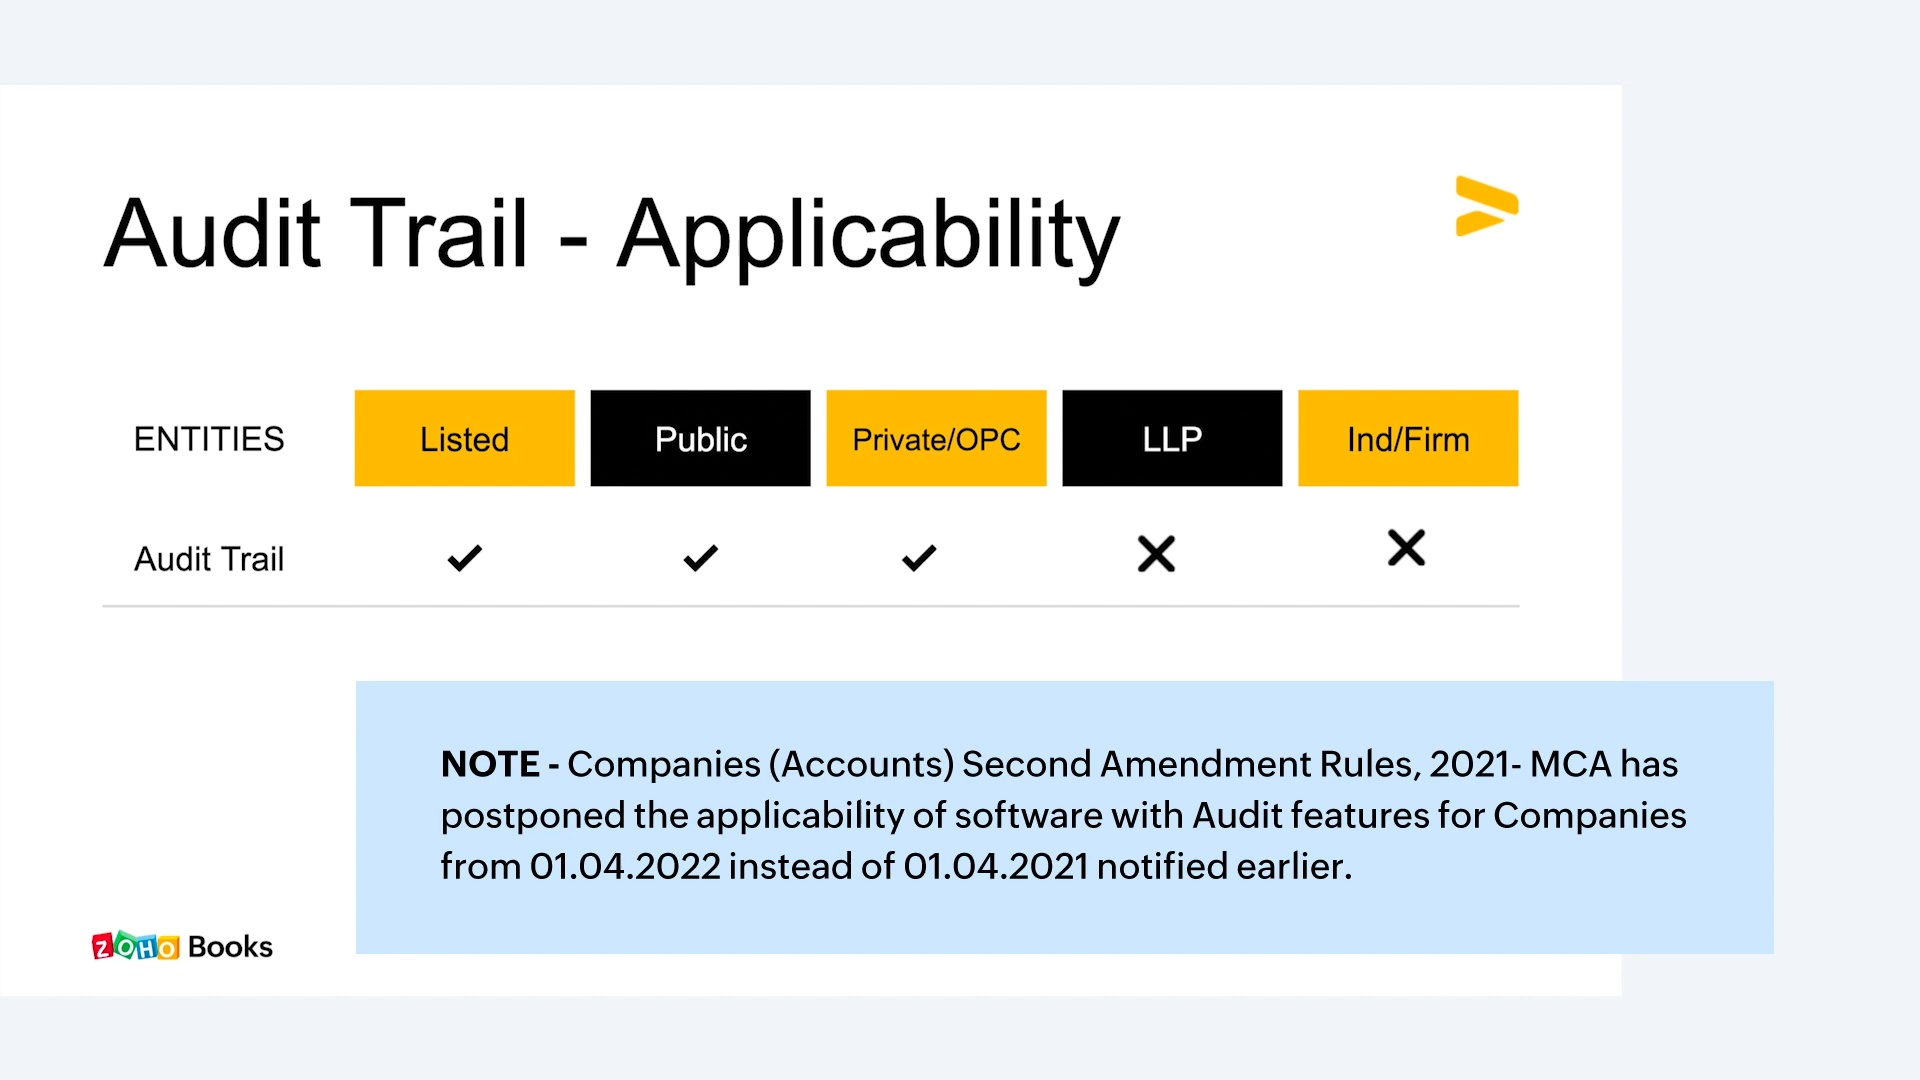 Audit Trail - Applicability
ENTITIES Listed Public Private/OPC LLP Ind/Firm
Audit Trail
NOTE - Companies (Accounts) Second Amendment Rules, 2021- MCA has
postponed the applicability of software with Audit features for Companies
from 01.04.2022 instead of 01.04.2021 notified earlier.
ZOHO Books